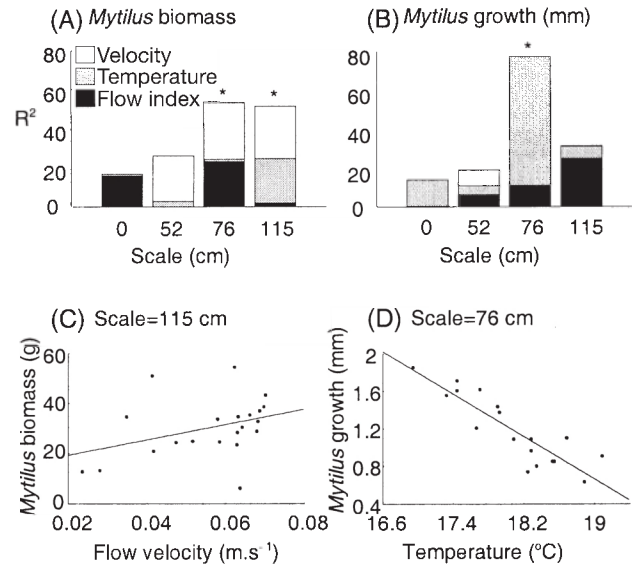 (A) Mytilus biomass
80
60
40
20
0
R²
Velocity
Temperature
Flow index
* *
0 52 76 115
Scale (cm)
(B) Mytilus growth (mm)
80
60
40
20
0
*
0 52 76 115
Scale (cm)
(C) Scale=115 cm
Mytilus biomass (g)
60
40
20
0
0.02 0.04 0.06 0.08
Flow velocity (m.s⁻¹)
(D) Scale=76 cm
Mytilus growth (mm)
2
1.6
1.2
0.8
0.4
16.6 17.4 18.2 19
Temperature (°C)